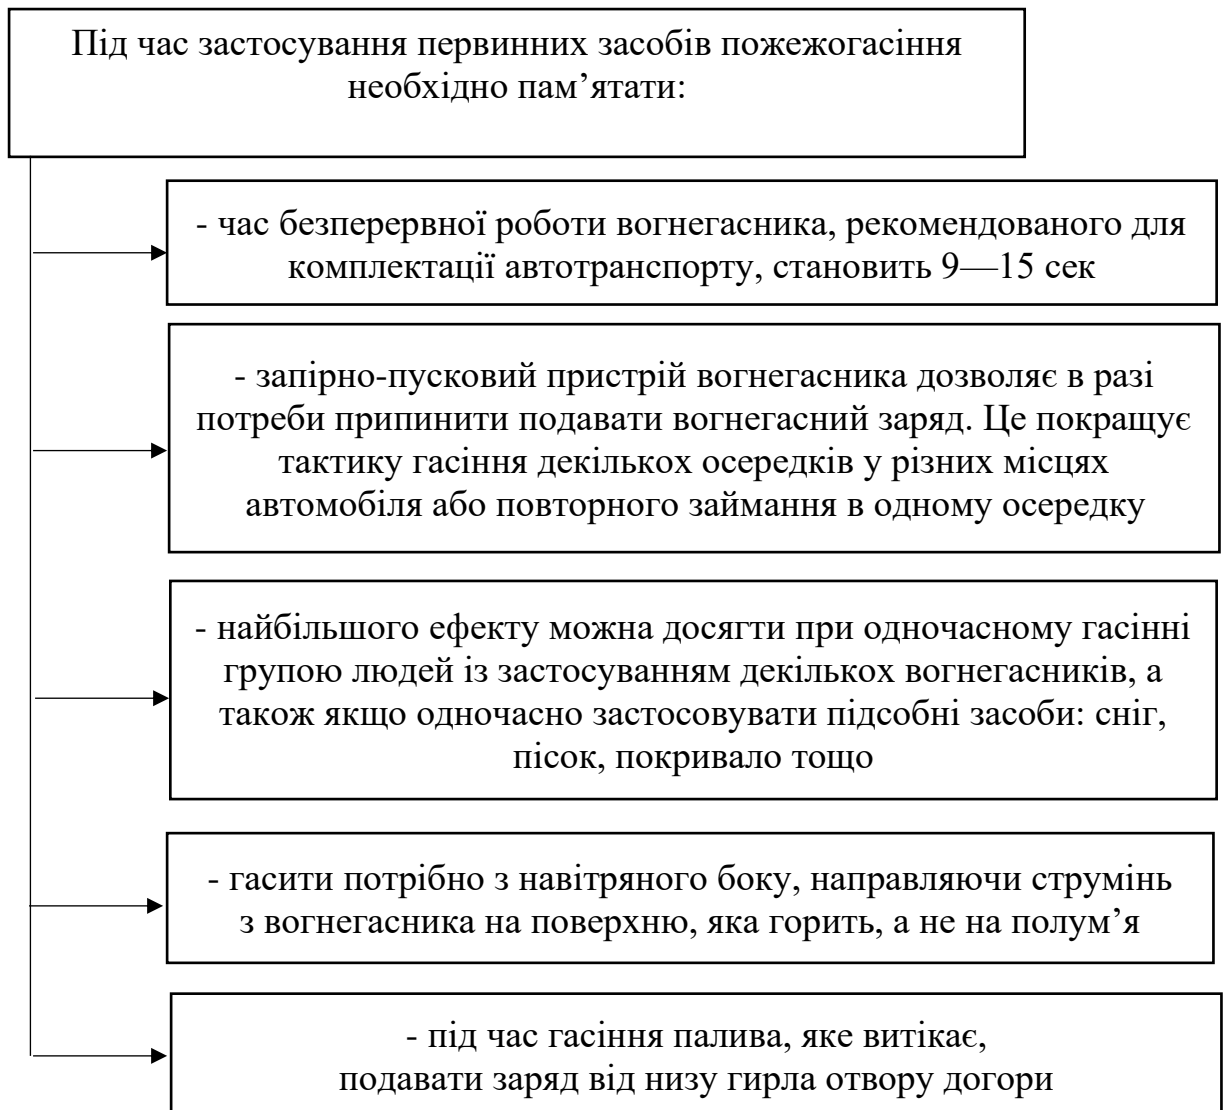 Під час застосування первинних засобів пожежогасіння
необхідно пам’ятати:
- час безперервної роботи вогнегасника, рекомендованого для
комплектації автотранспорту, становить 9—15 сек
- запірно-пусковий пристрій вогнегасника дозволяє в разі
потреби припинити подавати вогнегасний заряд. Це покращує
тактику гасіння декількох осередків у різних місцях
автомобіля або повторного займання в одному осередку
- найбільшого ефекту можна досягти при одночасному гасінні
групою людей із застосуванням декількох вогнегасників, а
також якщо одночасно застосовувати підсобні засоби: сніг,
пісок, покривало тощо
- гасити потрібно з навітряного боку, направляючи струмінь
з вогнегасника на поверхню, яка горить, а не на полум’я
- під час гасіння палива, яке витікає,
подавати заряд від низу гирла отвору догори